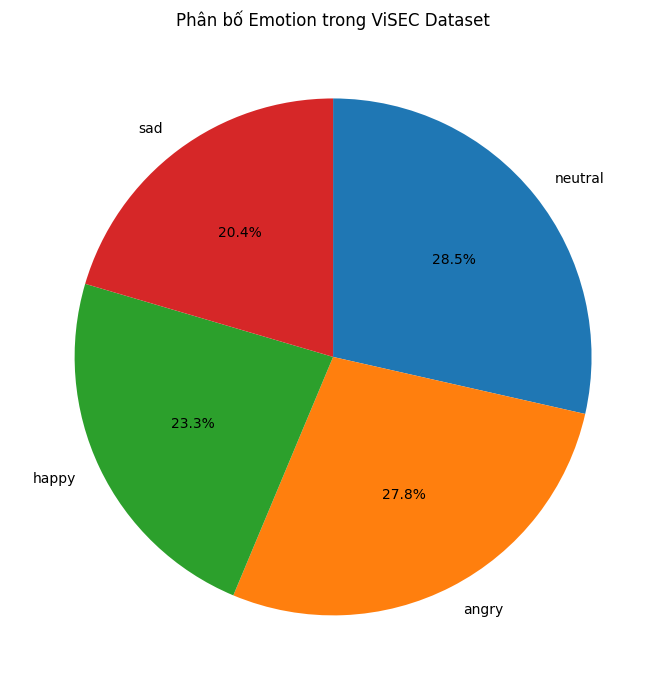 Phân bố Emotion trong ViSEC Dataset
sad
neutral
20.4%
28.5%
23.3%
happy
27.8%
angry